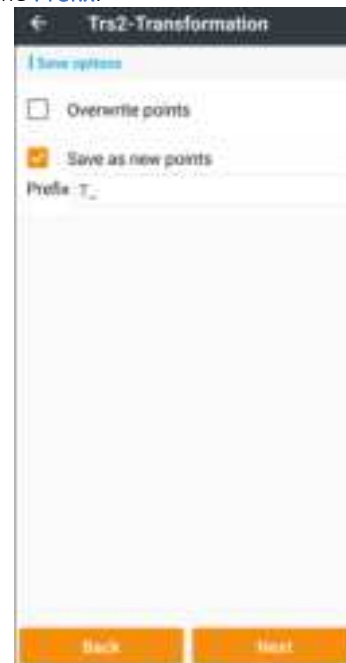 Trs2-Transformation
Save options
Overwrite points
Save as new points
Prefix T_
Back
Next